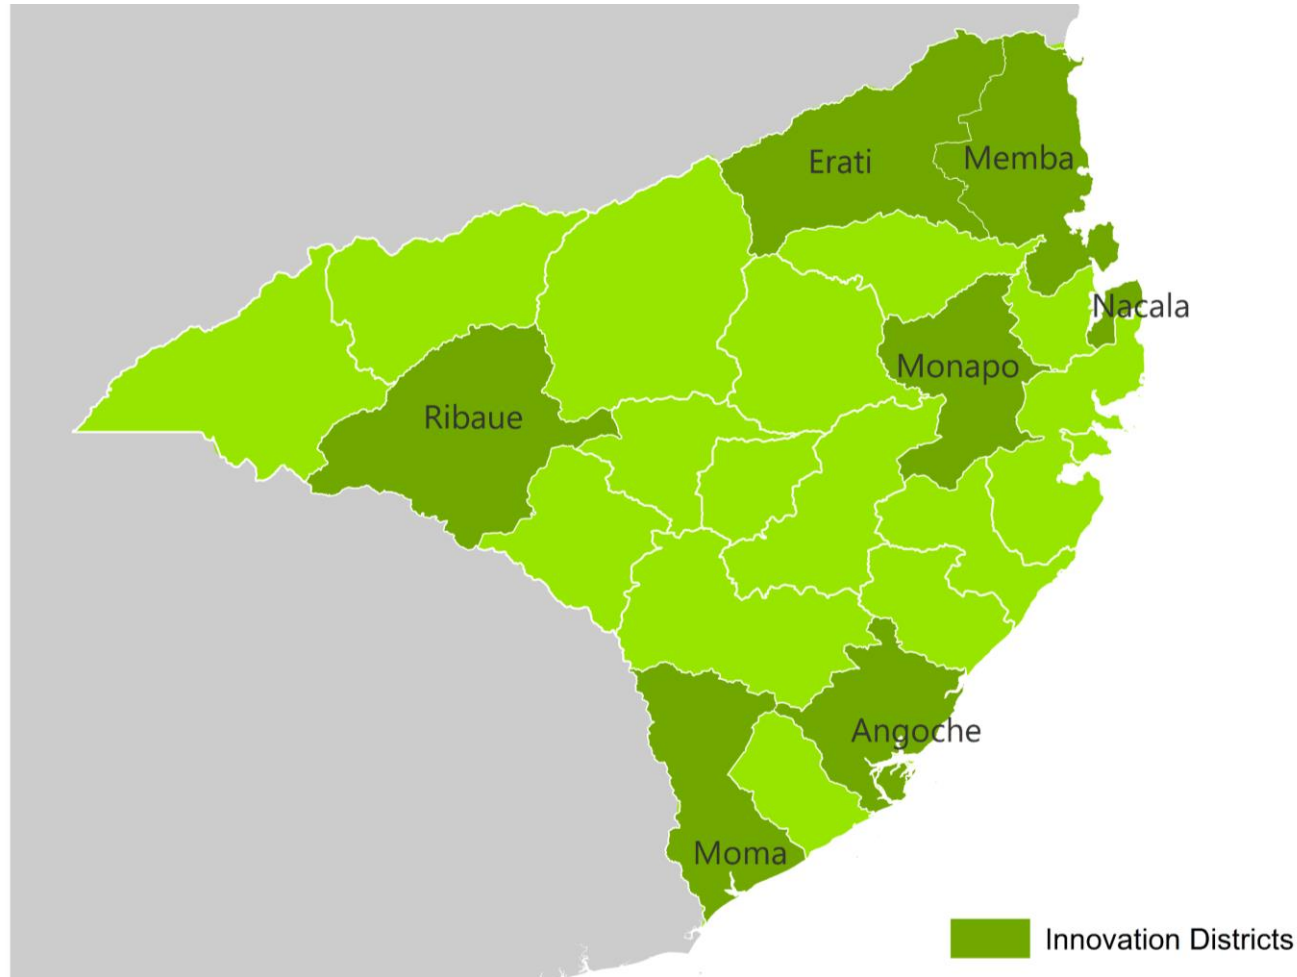 Erati
Memba
Nacala
Monapo
Ribaue
Angoche
Moma
Innovation Districts